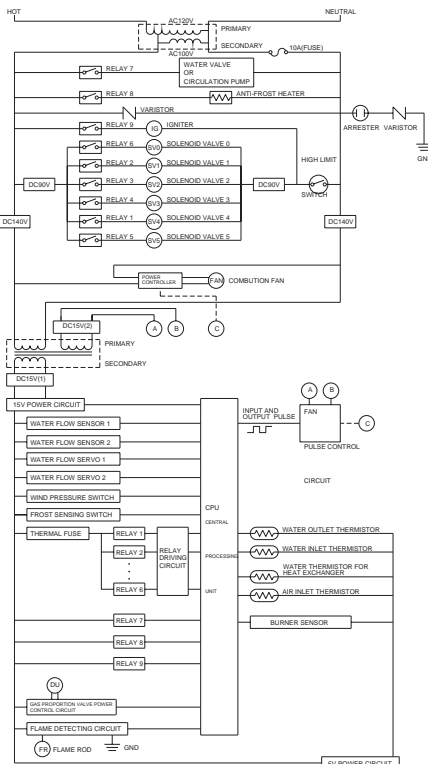 HOT
NEUTRAL
AC120V
PRIMARY
SECONDARY
AC100V
10A(FUSE)
RELAY 7
WATER VALVE
OR
CIRCULATION PUMP
RELAY 8
ANTI-FROST HEATER
VARISTOR
ARRESTER VARISTOR
RELAY 9
IG
IGNITER
GN
RELAY 6
SV0
SOLENOID VALVE 0
RELAY 2
SV1
SOLENOID VALVE 1
HIGH LIMIT
DC90V
RELAY 3
SV2
SOLENOID VALVE 2
DC90V
SWITCH
RELAY 4
SV3
SOLENOID VALVE 3
RELAY 1
SV4
SOLENOID VALVE 4
DC140V
DC140V
RELAY 5
SV5
SOLENOID VALVE 5
POWER
CONTROLLER
FAN
COMBUTION FAN
DC15V(2)
A
B
C
PRIMARY
SECONDARY
DC15V(1)
15V POWER CIRCUIT
INPUT AND
OUTPUT PULSE
A
B
FAN
C
PULSE CONTROL
CIRCUIT
WATER FLOW SENSOR 1
WATER FLOW SENSOR 2
WATER FLOW SERVO 1
WATER FLOW SERVO 2
WIND PRESSURE SWITCH
FROST SENSING SWITCH
CPU
CENTRAL
PROCESSING
UNIT
THERMAL FUSE
RELAY 1
RELAY 2
RELAY 6
RELAY
DRIVING
CIRCUIT
WATER OUTLET THERMISTOR
WATER INLET THERMISTOR
WATER THERMISTOR FOR
HEAT EXCHANGER
AIR INLET THERMISTOR
BURNER SENSOR
RELAY 7
RELAY 8
RELAY 9
DU
GAS PROPORTION VALVE POWER
CONTROL CIRCUIT
FLAME DETECTING CIRCUIT
FR
FLAME ROD
GND
5V POWER CIRCUIT